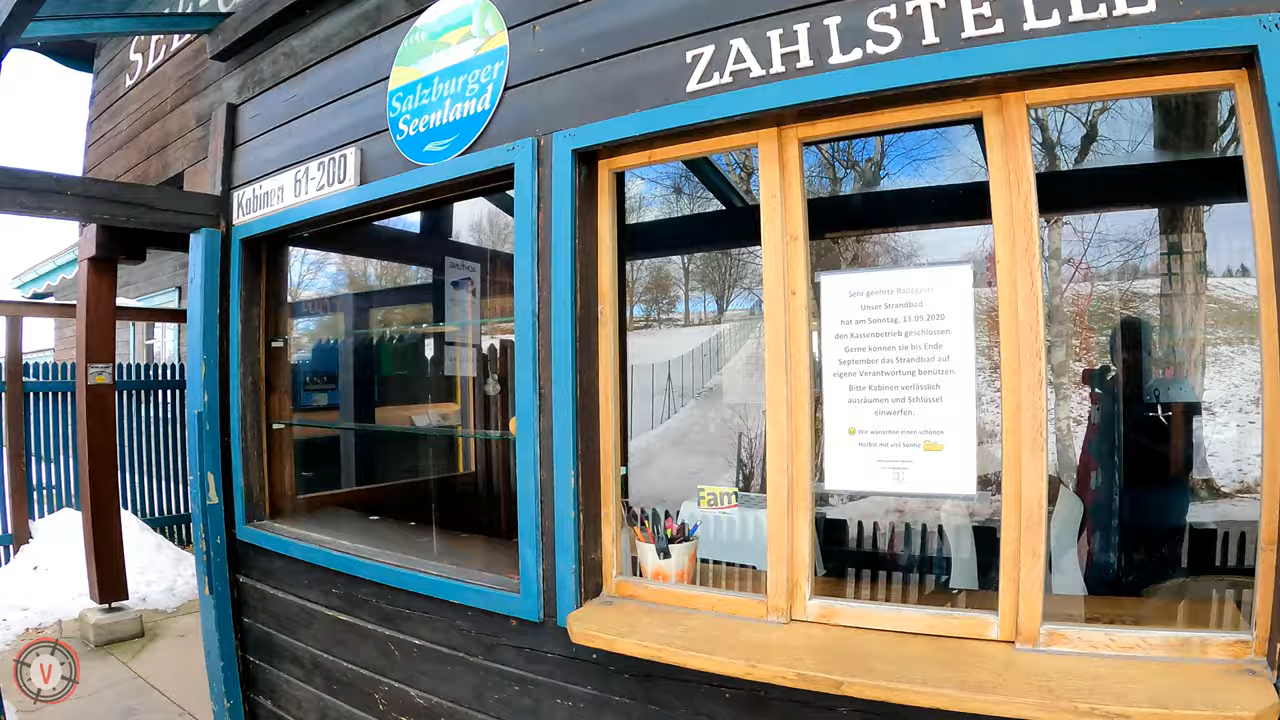 ZAHLSTELLE
Salzburger
Seenland
Kabinen 61-200
Sehr geehrte Badegäste
Unser Strandbad
hat am Sonntag, 13.09.2020
den Kassenbetrieb geschlossen.
Gerne können sie bis Ende
September das Strandbad auf
eigene Verantwortung benützen.
Bitte Kabinen verlässlich
ausräumen und Schlüssel
einwerfen.
Wir wünschen einen schönen
Herbst mit viel Sonne
Fam
V